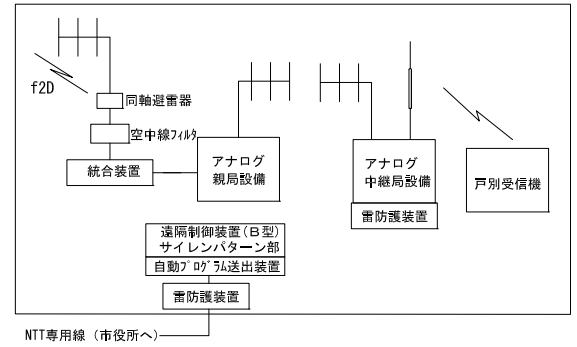 f2D
同軸避雷器
空中線ﾌｨﾙﾀ
統合装置
アナログ
親局設備
アナログ
中継局設備
雷防護装置
戸別受信機
遠隔制御装置(B型)
サイレンパターン部
自動ﾌﾟﾛｸﾞﾗﾑ送出装置
雷防護装置
NTT専用線（市役所へ）